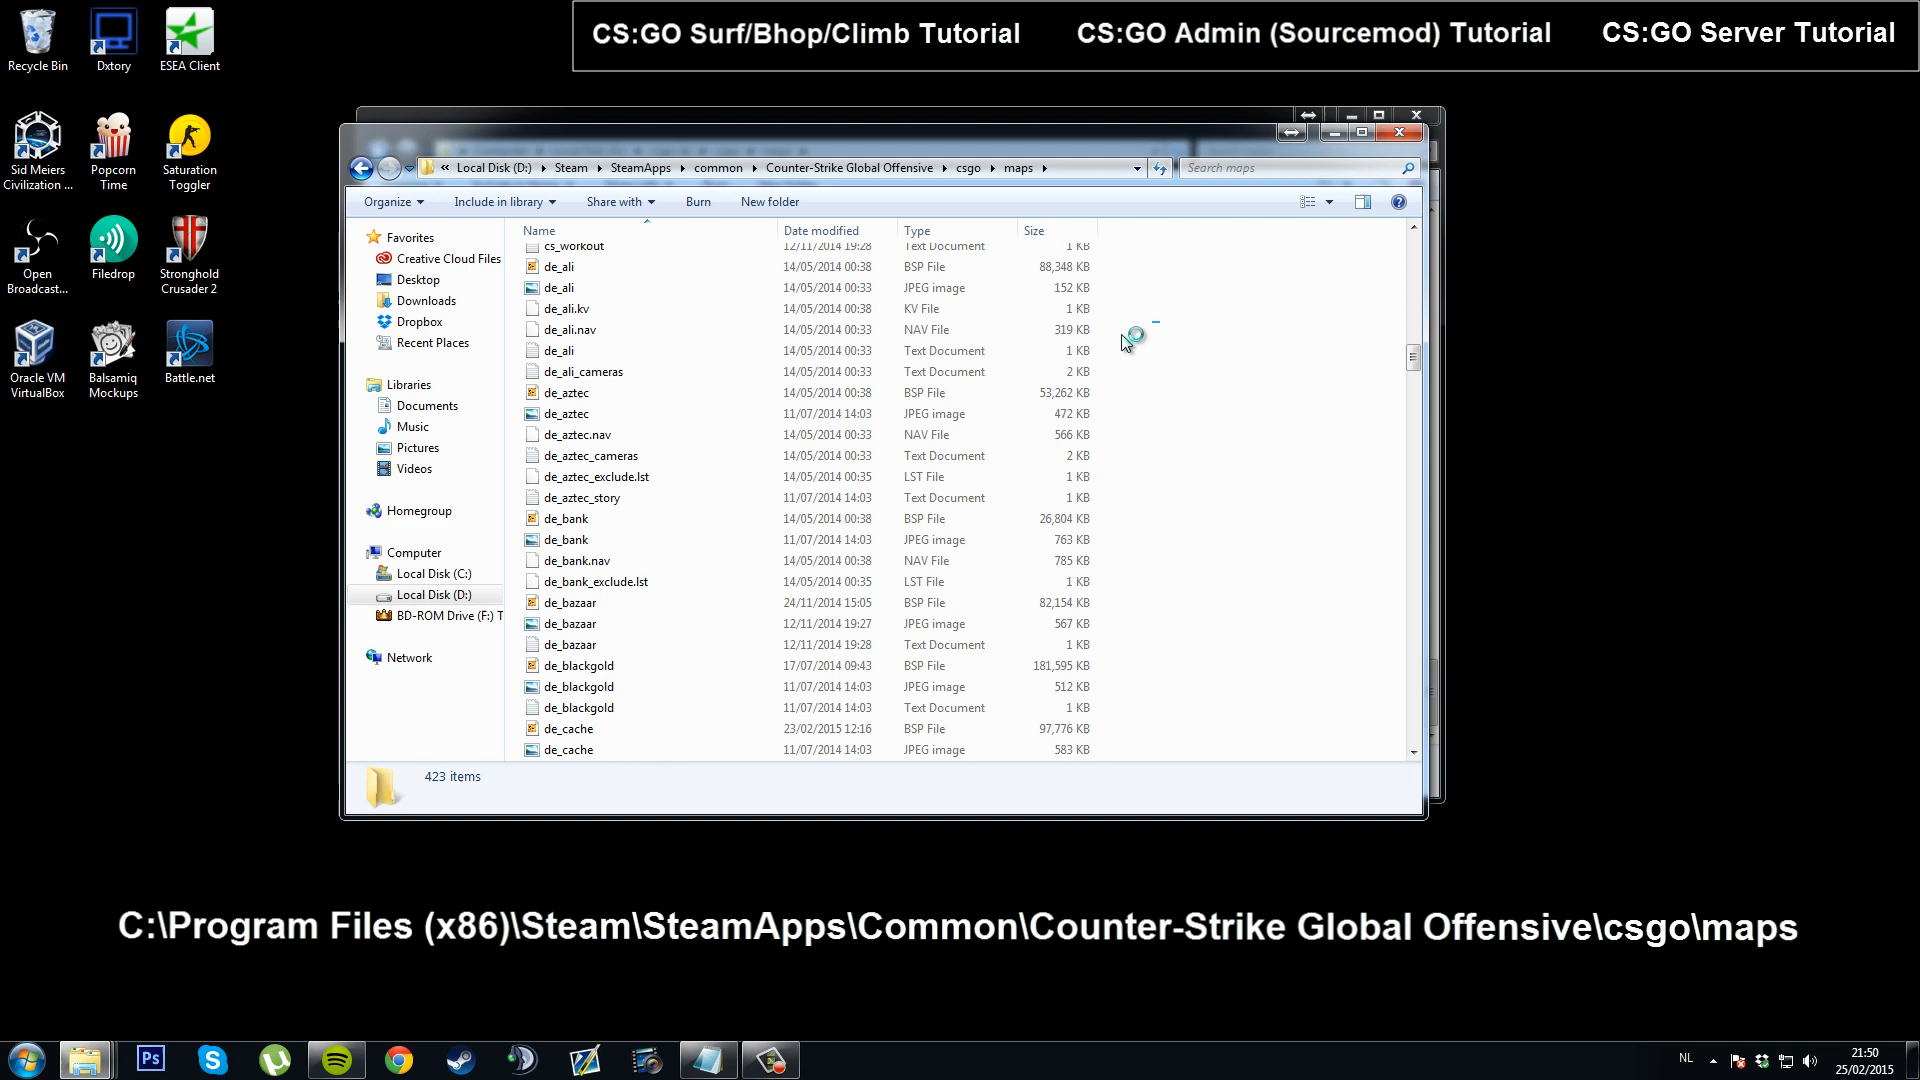 CS:GO Surf/Bhop/Climb Tutorial CS:GO Admin (Sourcemod) Tutorial CS:GO Server Tutorial
Recycle Bin Dxtory ESEA Client
Sid Meiers Civilization ... Popcorn Time Saturation Toggler
Open Broadcast... Filedrop Stronghold Crusader 2
Oracle VM VirtualBox Balsamiq Mockups Battle.net
« Local Disk (D:) Steam SteamApps common Counter-Strike Global Offensive csgo maps Search maps
Organize Include in library Share with Burn New folder
Favorites
Creative Cloud Files
Desktop
Downloads
Dropbox
Recent Places
Libraries
Documents
Music
Pictures
Videos
Homegroup
Computer
Local Disk (C:)
Local Disk (D:)
BD-ROM Drive (F:) T
Network
Name Date modified Type Size
cs_workout 12/11/2014 19:28 Text Document 1 KB
de_ali 14/05/2014 00:38 BSP File 88,348 KB
de_ali 14/05/2014 00:33 JPEG image 152 KB
de_ali.kv 14/05/2014 00:38 KV File 1 KB
de_ali.nav 14/05/2014 00:33 NAV File 319 KB
de_ali 14/05/2014 00:33 Text Document 1 KB
de_ali_cameras 14/05/2014 00:33 Text Document 2 KB
de_aztec 14/05/2014 00:38 BSP File 53,262 KB
de_aztec 11/07/2014 14:03 JPEG image 472 KB
de_aztec.nav 14/05/2014 00:33 NAV File 566 KB
de_aztec_cameras 14/05/2014 00:33 Text Document 2 KB
de_aztec_exclude.lst 14/05/2014 00:35 LST File 1 KB
de_aztec_story 11/07/2014 14:03 Text Document 1 KB
de_bank 14/05/2014 00:38 BSP File 26,804 KB
de_bank 11/07/2014 14:03 JPEG image 763 KB
de_bank.nav 14/05/2014 00:38 NAV File 785 KB
de_bank_exclude.lst 14/05/2014 00:35 LST File 1 KB
de_bazaar 24/11/2014 15:05 BSP File 82,154 KB
de_bazaar 12/11/2014 19:27 JPEG image 567 KB
de_bazaar 12/11/2014 19:28 Text Document 1 KB
de_blackgold 17/07/2014 09:43 BSP File 181,595 KB
de_blackgold 11/07/2014 14:03 JPEG image 512 KB
de_blackgold 11/07/2014 14:03 Text Document 1 KB
de_cache 23/02/2015 12:16 BSP File 97,776 KB
de_cache 11/07/2014 14:03 JPEG image 583 KB
423 items
C:\Program Files (x86)\Steam\SteamApps\Common\Counter-Strike Global Offensive\csgo\maps
Ps
NL
21:50
25/02/2015